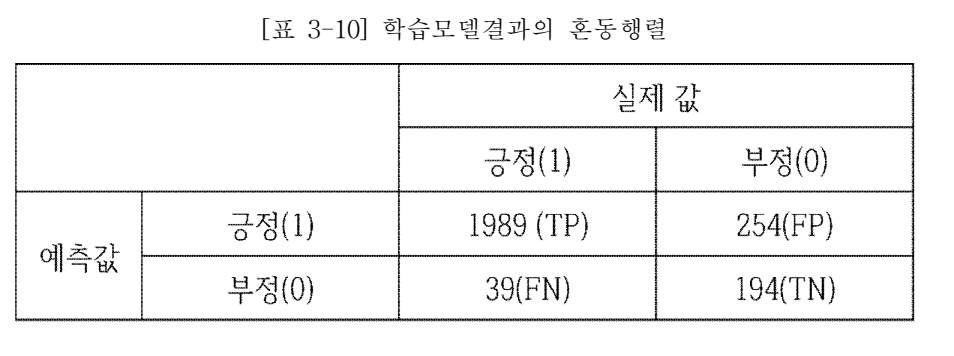 [표 3-10] 학습모델결과의 혼동행렬
실제 값
긍정(1) 부정(0)
예측값
긍정(1) 1989 (TP) 254(FP)
부정(0) 39(FN) 194(TN)